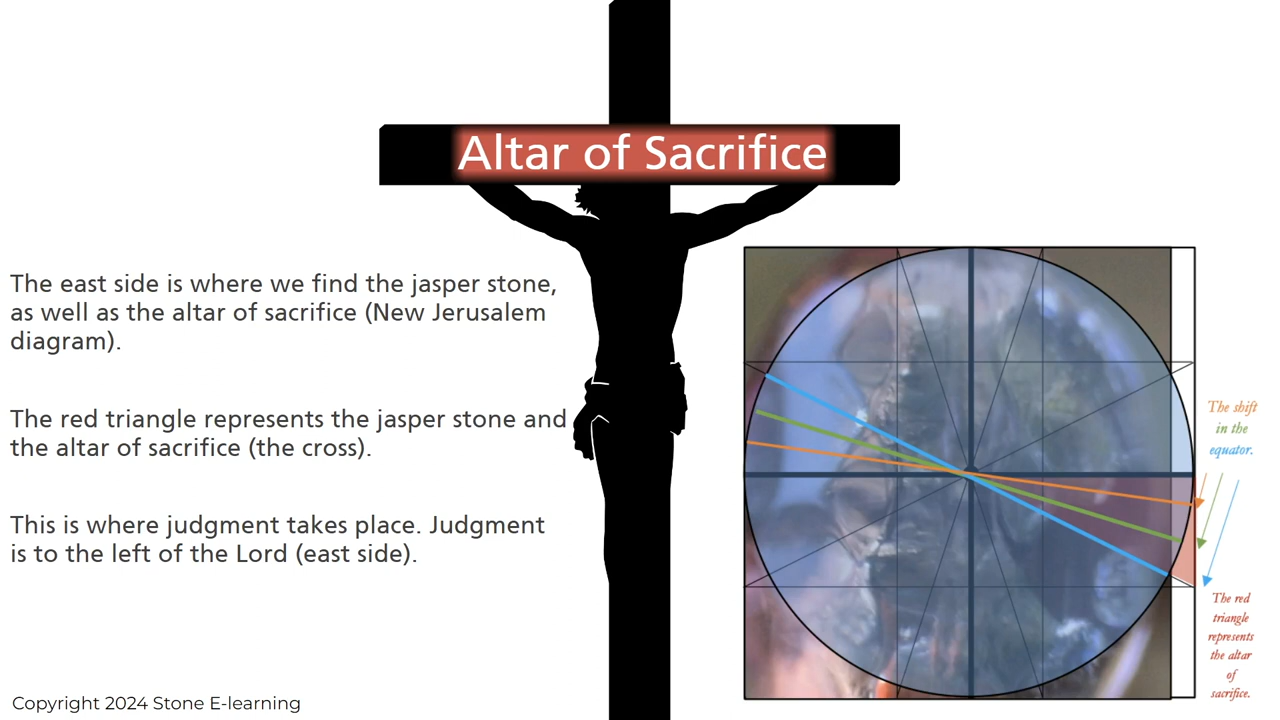 Altar of Sacrifice
The east side is where we find the jasper stone,
as well as the altar of sacrifice (New Jerusalem
diagram).
The red triangle represents the jasper stone and
the altar of sacrifice (the cross).
This is where judgment takes place. Judgment
is to the left of the Lord (east side).
The shift
in the
equator.
The red
triangle
represents
the altar
of
sacrifice.
Copyright 2024 Stone E-learning